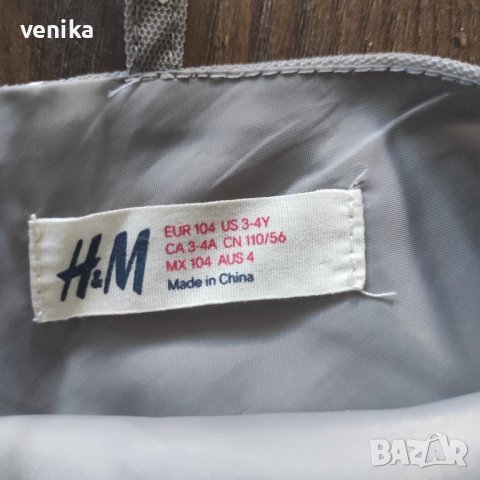 venika
H&M
EUR 104 US 3-4Y
CA 3-4A CN 110/56
MX 104 AUS 4
Made in China
BAZAR